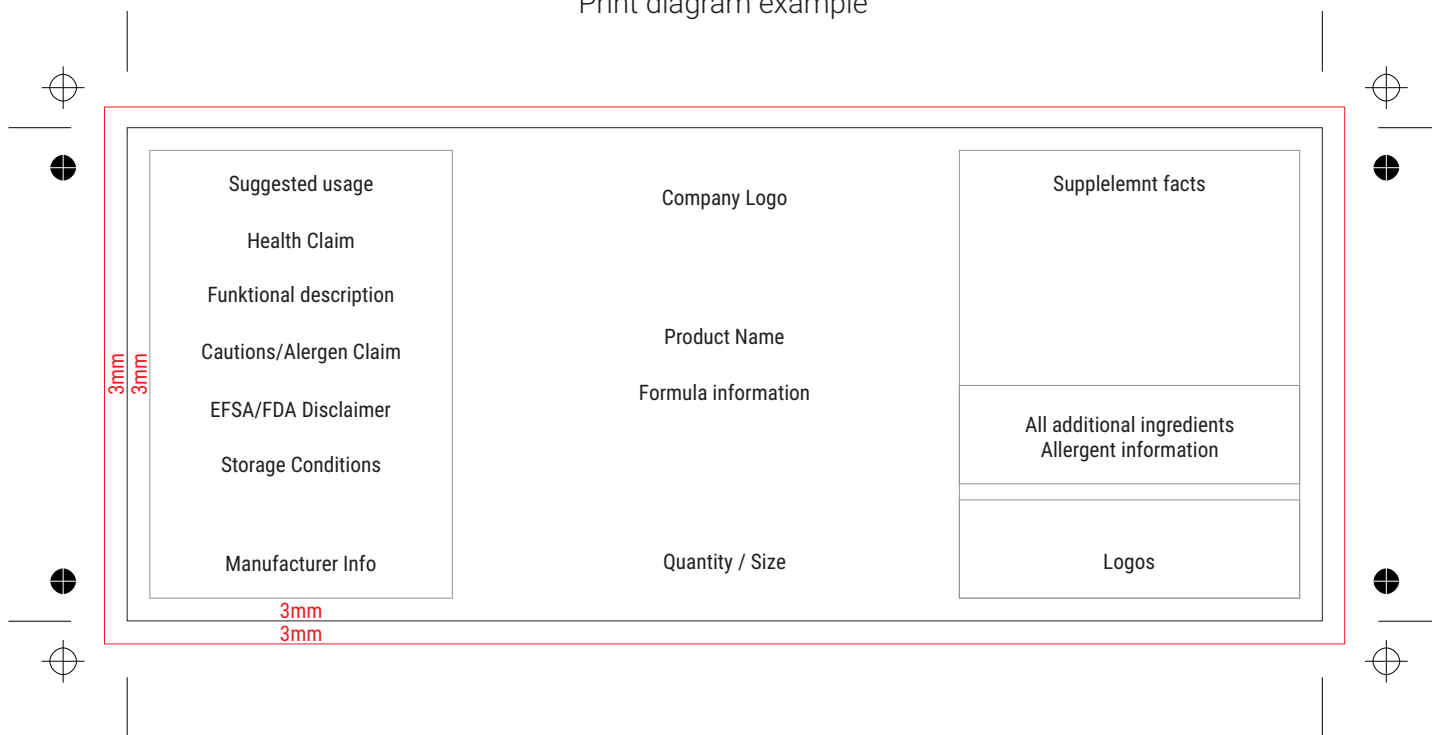 Print diagram example
Suggested usage
Health Claim
Funktional description
Cautions/Alergen Claim
EFSA/FDA Disclaimer
Storage Conditions
Manufacturer Info
3mm
3mm
3mm
3mm
Company Logo
Product Name
Formula information
Quantity / Size
Supplelemnt facts
All additional ingredients
Allergent information
Logos